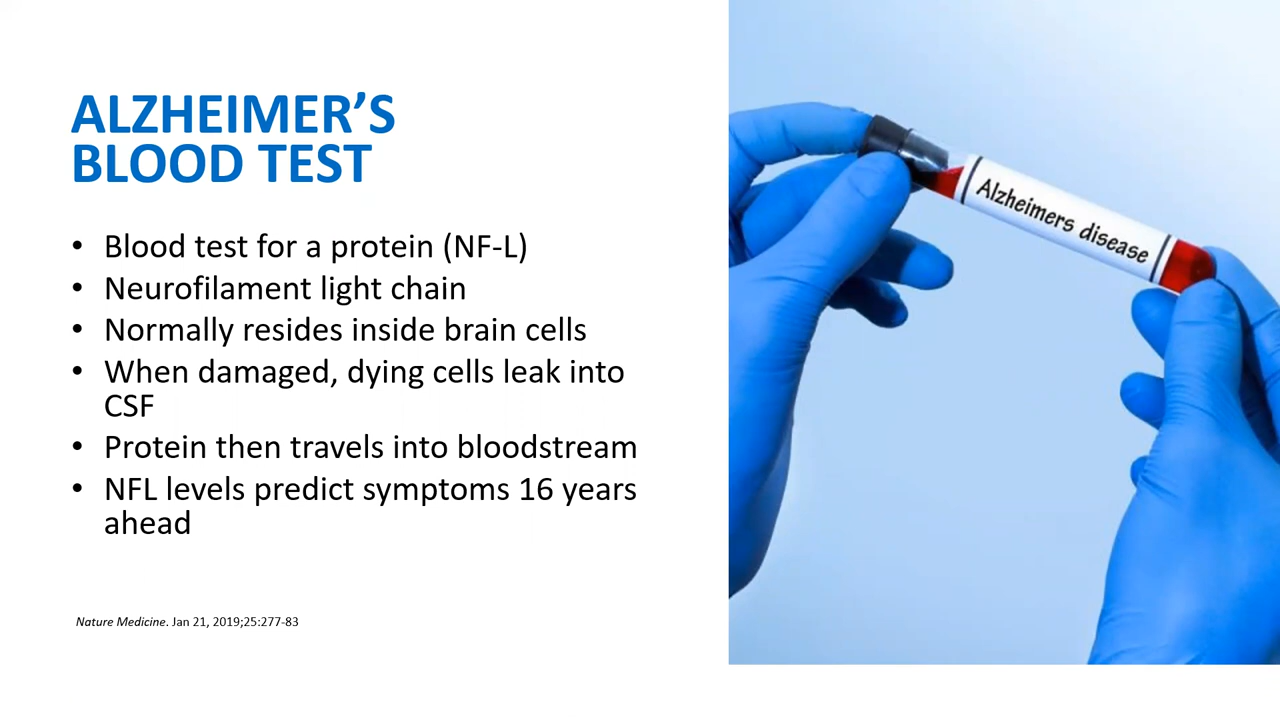 ALZHEIMER’S
BLOOD TEST
• Blood test for a protein (NF-L)
• Neurofilament light chain
• Normally resides inside brain cells
• When damaged, dying cells leak into
CSF
• Protein then travels into bloodstream
• NFL levels predict symptoms 16 years
ahead
Nature Medicine. Jan 21, 2019;25:277-83
Alzheimers disease